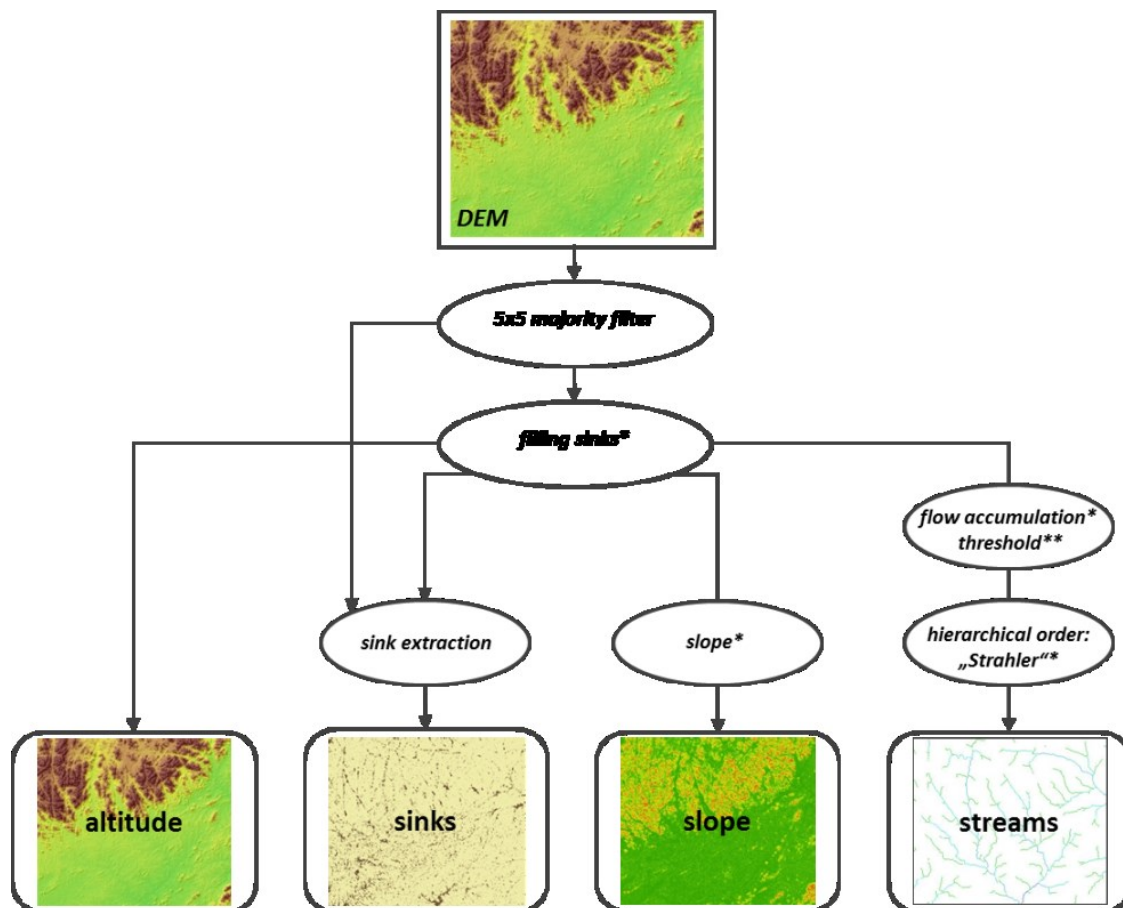 DEM
5x5 majority filter
filling sinks*
flow accumulation*
threshold**
sink extraction
slope*
hierarchical order:
„Strahler“*
altitude
sinks
slope
streams